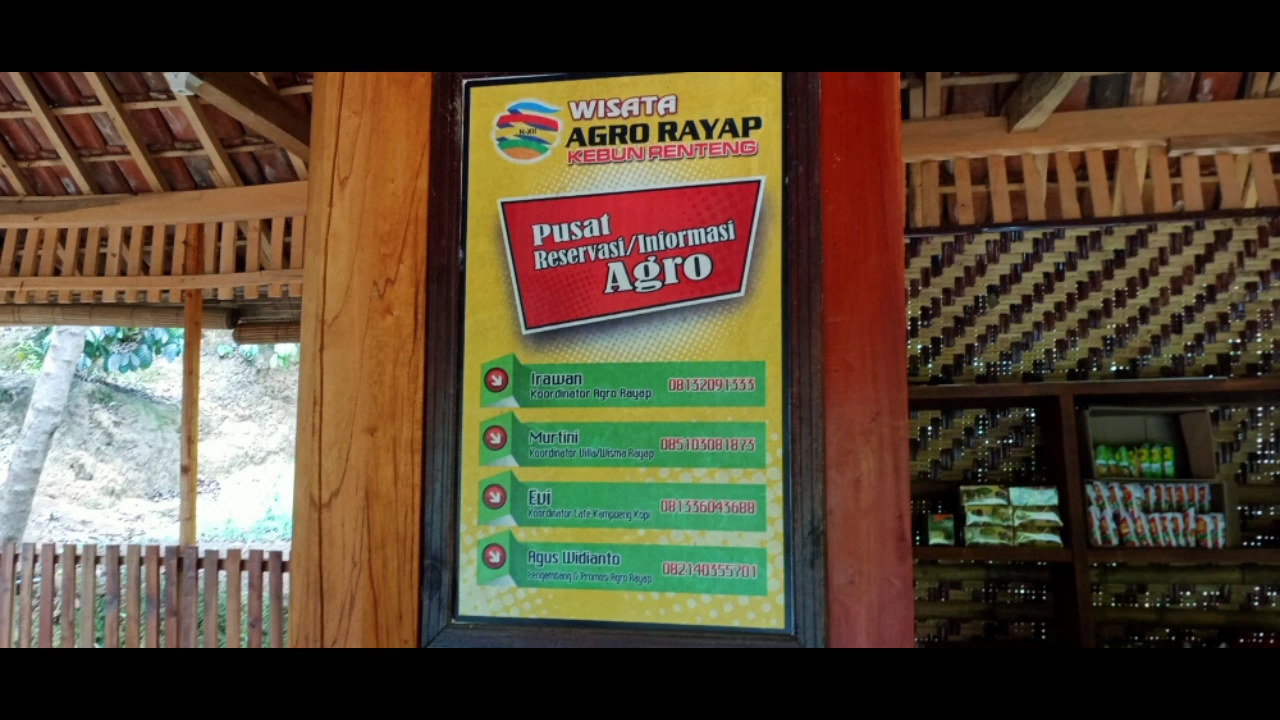 N-XII
WISATA
AGRO RAYAP
KEBUN RENTENG
Pusat
Reservasi/Informasi
Agro
Irawan
Koordinator Agro Rayap
08132091333
Murtini
Koordinator Villa/Wisma Rayap
085103081873
Evi
Koordinator Cafe Kampoeng Kopi
081336043688
Agus Widianto
Pengembang & Promosi Agro Rayap
082140355701